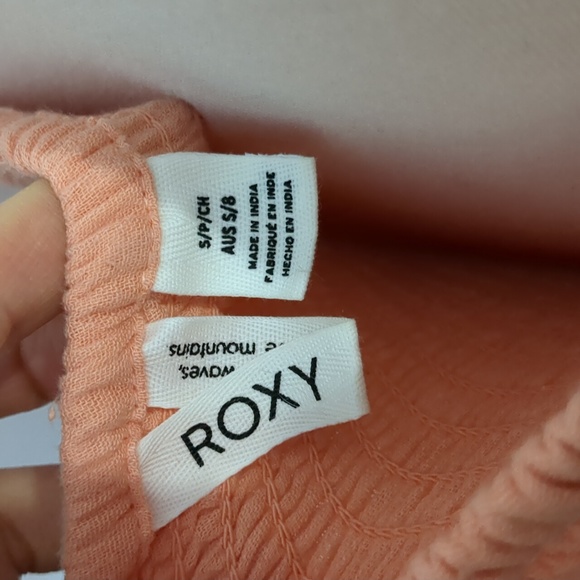 S/P/CH
AUS S/8
MADE IN INDIA
FABRIQUÉ EN INDE
HECHO EN INDIA
waves,
mountains
ROXY